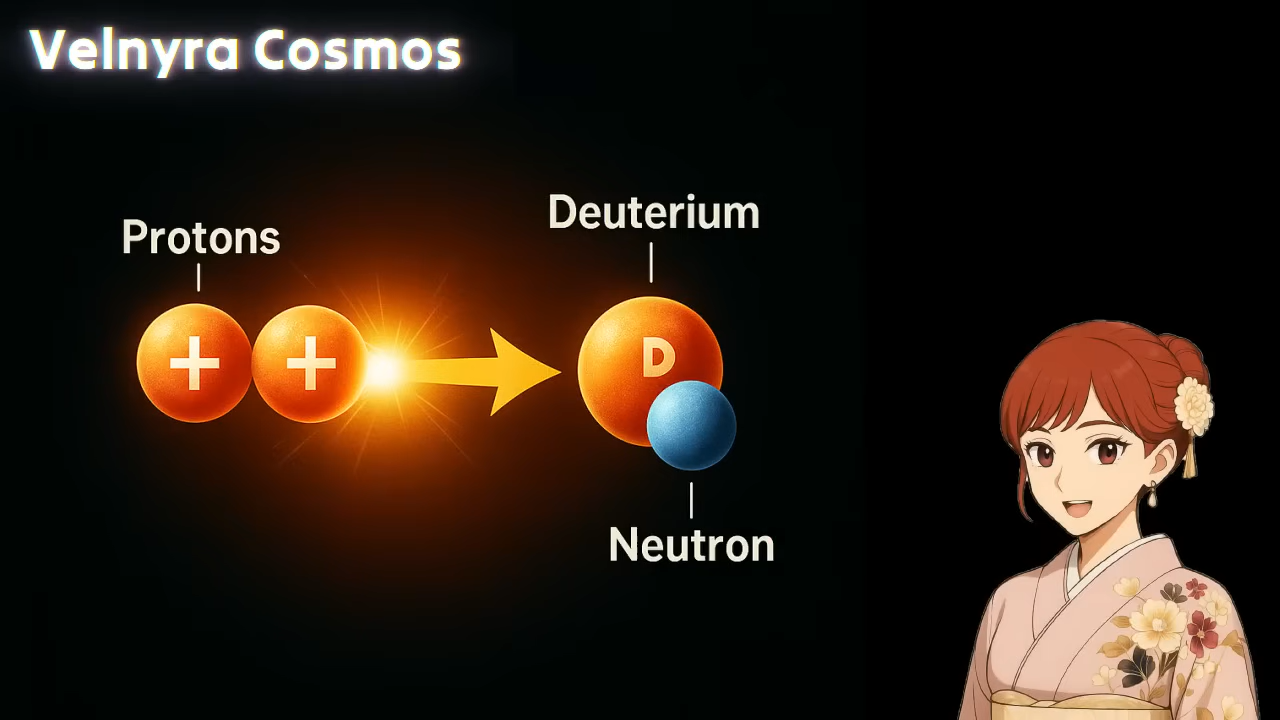 Velnyra Cosmos
Protons
Deuterium
+ +
D
Neutron